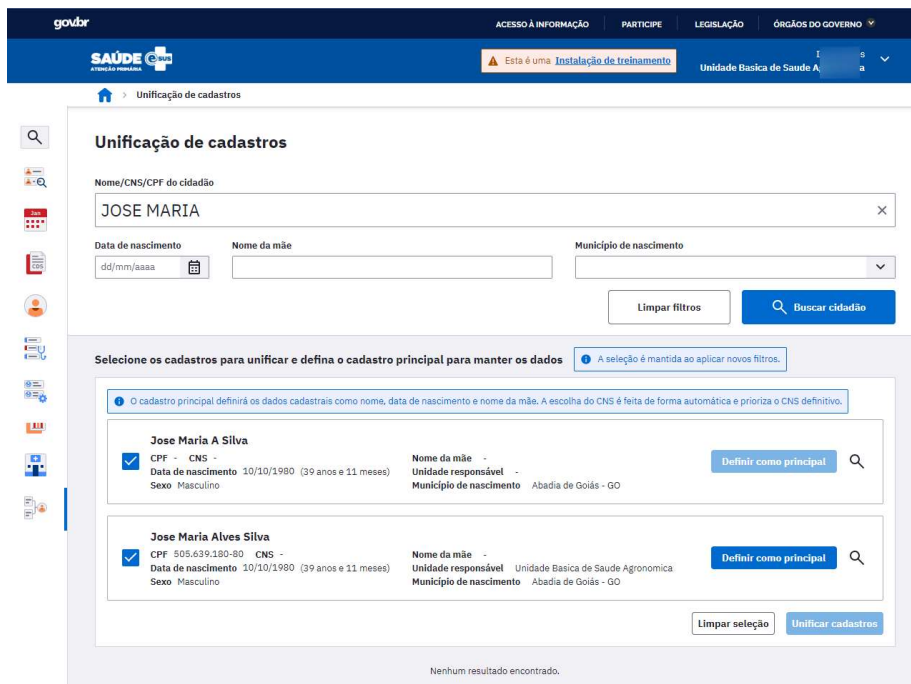 gov.br
ACESSO À INFORMAÇÃO PARTICIPE LEGISLAÇÃO ÓRGÃOS DO GOVERNO
SAÚDE e-SUS
ATENÇÃO PRIMÁRIA
Esta é uma Instalação de treinamento
Unidade Basica de Saude
Unificação de cadastros
Unificação de cadastros
Nome/CNS/CPF do cidadão
JOSE MARIA
Data de nascimento Nome da mãe Município de nascimento
dd/mm/aaaa
Limpar filtros Buscar cidadão
Selecione os cadastros para unificar e defina o cadastro principal para manter os dados A seleção é mantida ao aplicar novos filtros.
O cadastro principal definirá os dados cadastrais como nome, data de nascimento e nome da mãe. A escolha do CNS é feita de forma automática e prioriza o CNS definitivo.
Jose Maria A Silva
CPF - CNS - Nome da mãe -
Data de nascimento 10/10/1980 (39 anos e 11 meses) Unidade responsável -
Sexo Masculino Município de nascimento Abadia de Goiás - GO
Definir como principal
Jose Maria Alves Silva
CPF 505.639.180-80 CNS - Nome da mãe -
Data de nascimento 10/10/1980 (39 anos e 11 meses) Unidade responsável Unidade Basica de Saude Agronomica
Sexo Masculino Município de nascimento Abadia de Goiás - GO
Definir como principal
Limpar seleção Unificar cadastros
Nenhum resultado encontrado.
Jan
CDS